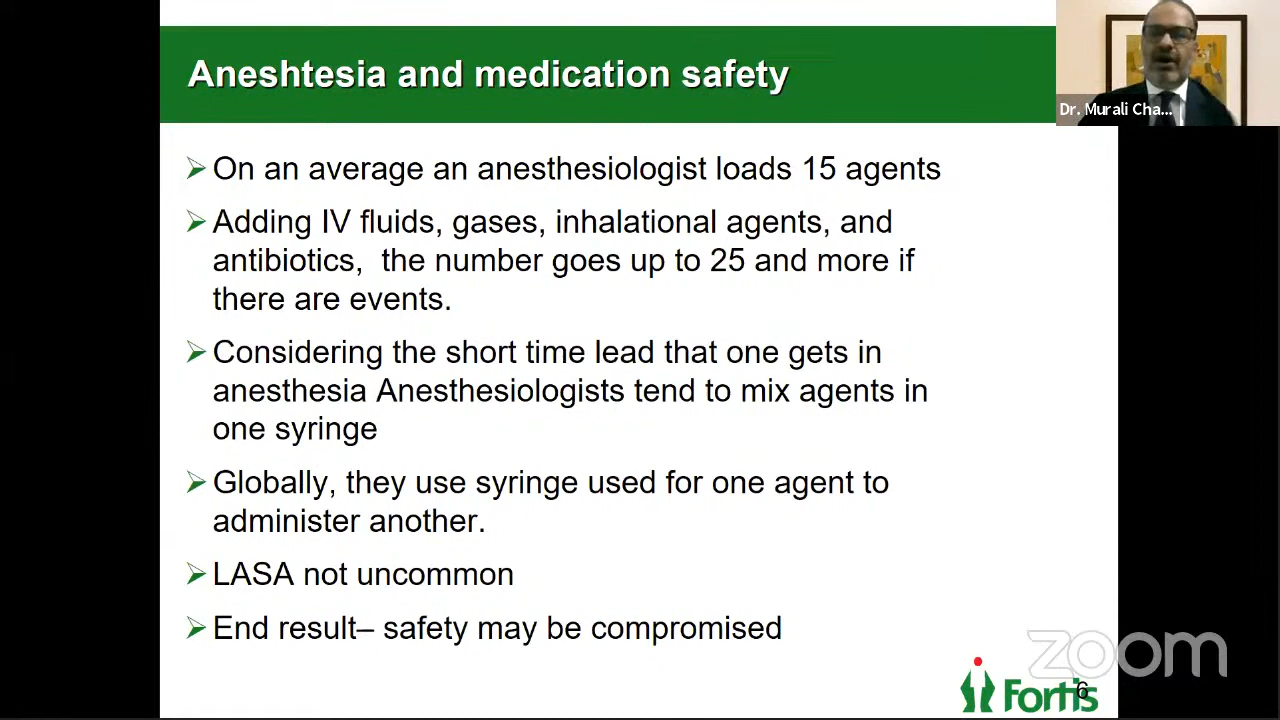 Aneshtesia and medication safety
Dr. Murali Cha...
On an average an anesthesiologist loads 15 agents
Adding IV fluids, gases, inhalational agents, and
antibiotics, the number goes up to 25 and more if
there are events.
Considering the short time lead that one gets in
anesthesia Anesthesiologists tend to mix agents in
one syringe
Globally, they use syringe used for one agent to
administer another.
LASA not uncommon
End result– safety may be compromised
zoom
Fortis
6